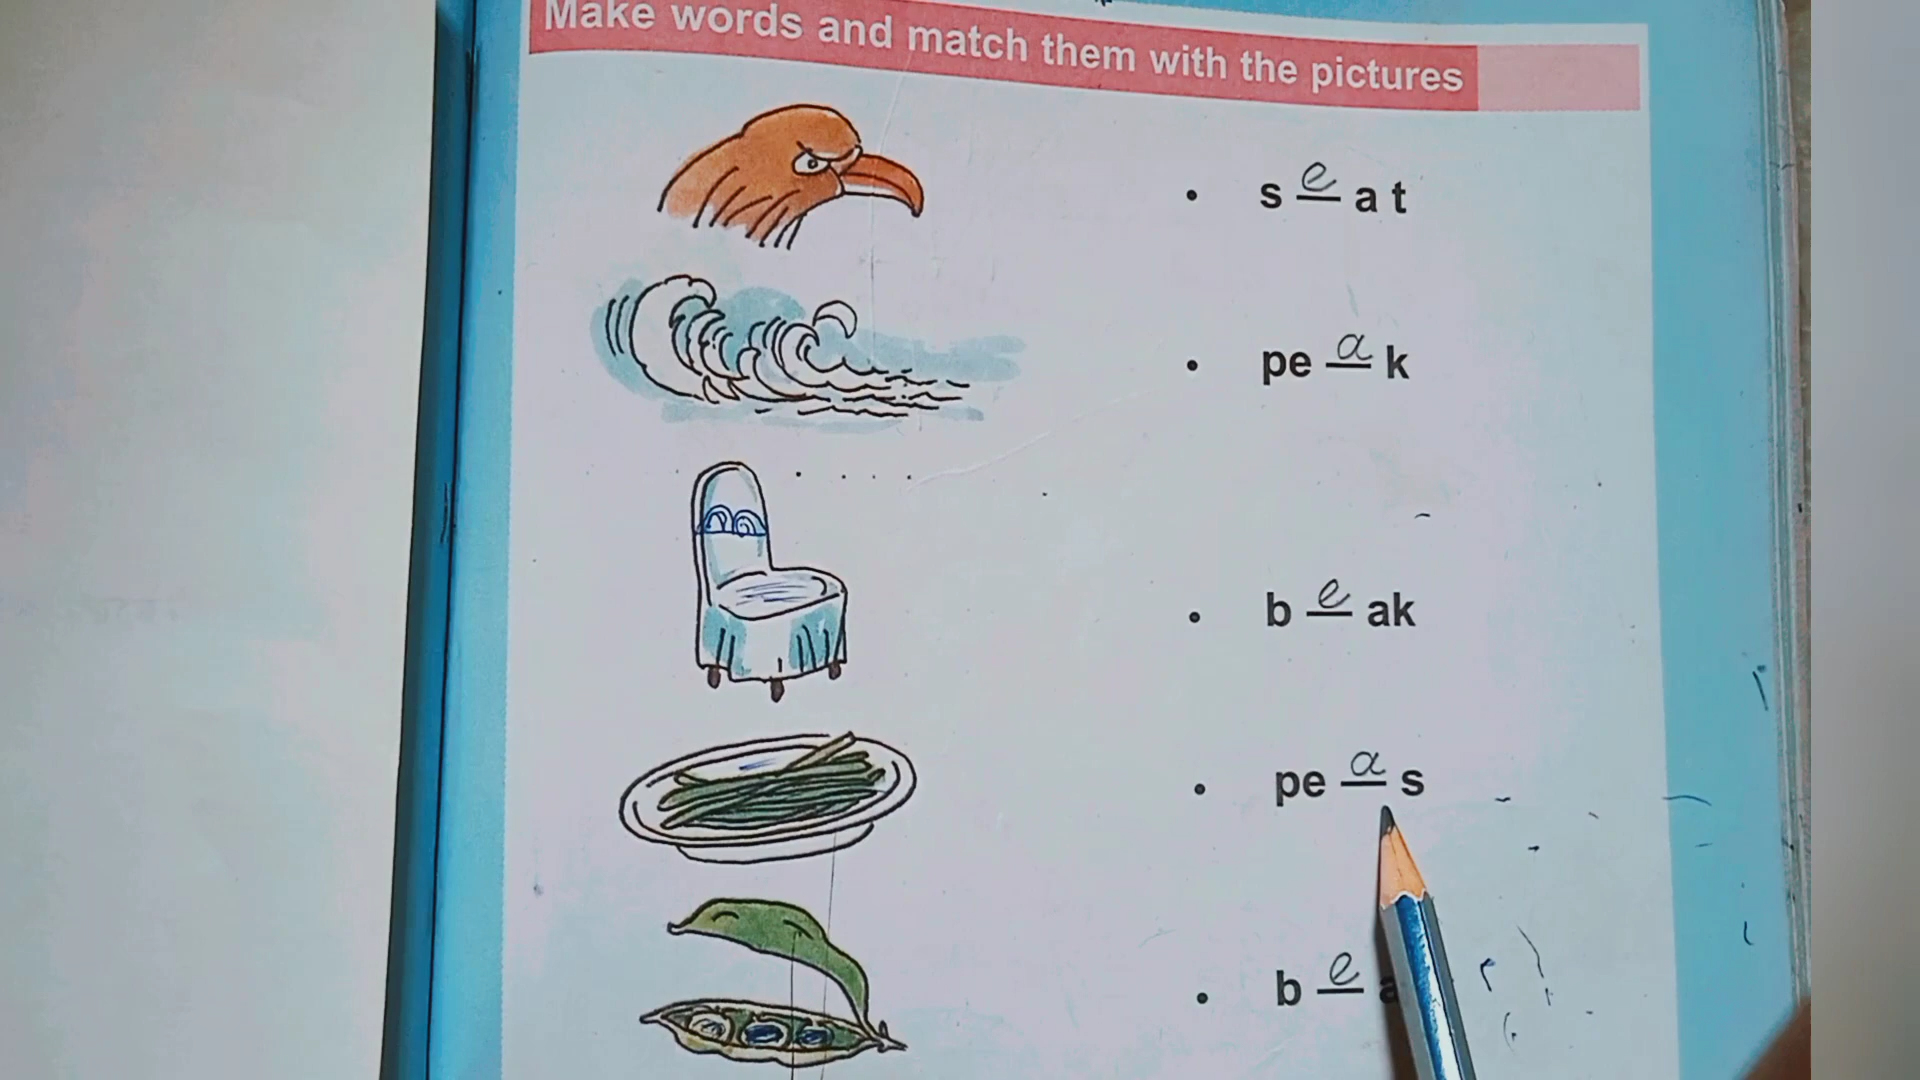 Make words and match them with the pictures
• s e a t
• pe a k
• b e ak
• pe a s
• b e